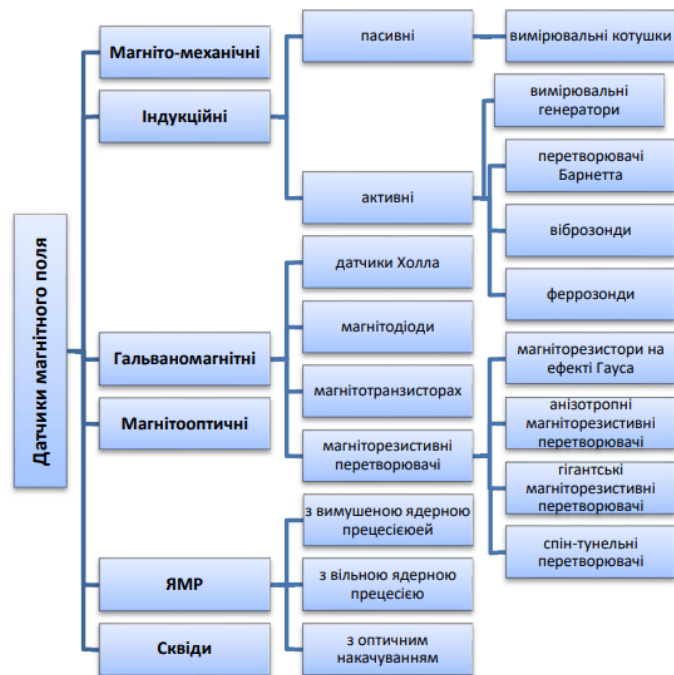 Датчики магнітного поля
Магніто-механічні
Індукційні
пасивні
вимірювальні котушки
активні
вимірювальні
генератори
перетворювачі
Барнетта
віброзонди
феррозонди
Гальваномагнітні
датчики Холла
магнітодіоди
магнітотранзисторах
магніторезистивні
перетворювачі
магніторезистори на
ефекті Гауса
анізотропні
магніторезистивні
перетворювачі
гігантські
магніторезистивні
перетворювачі
спін-тунельні
перетворювачі
Магнітооптичні
ЯМР
з вимушеною ядерною
прецесіюей
з вільною ядерною
прецесією
з оптичним
накачуванням
Сквіди